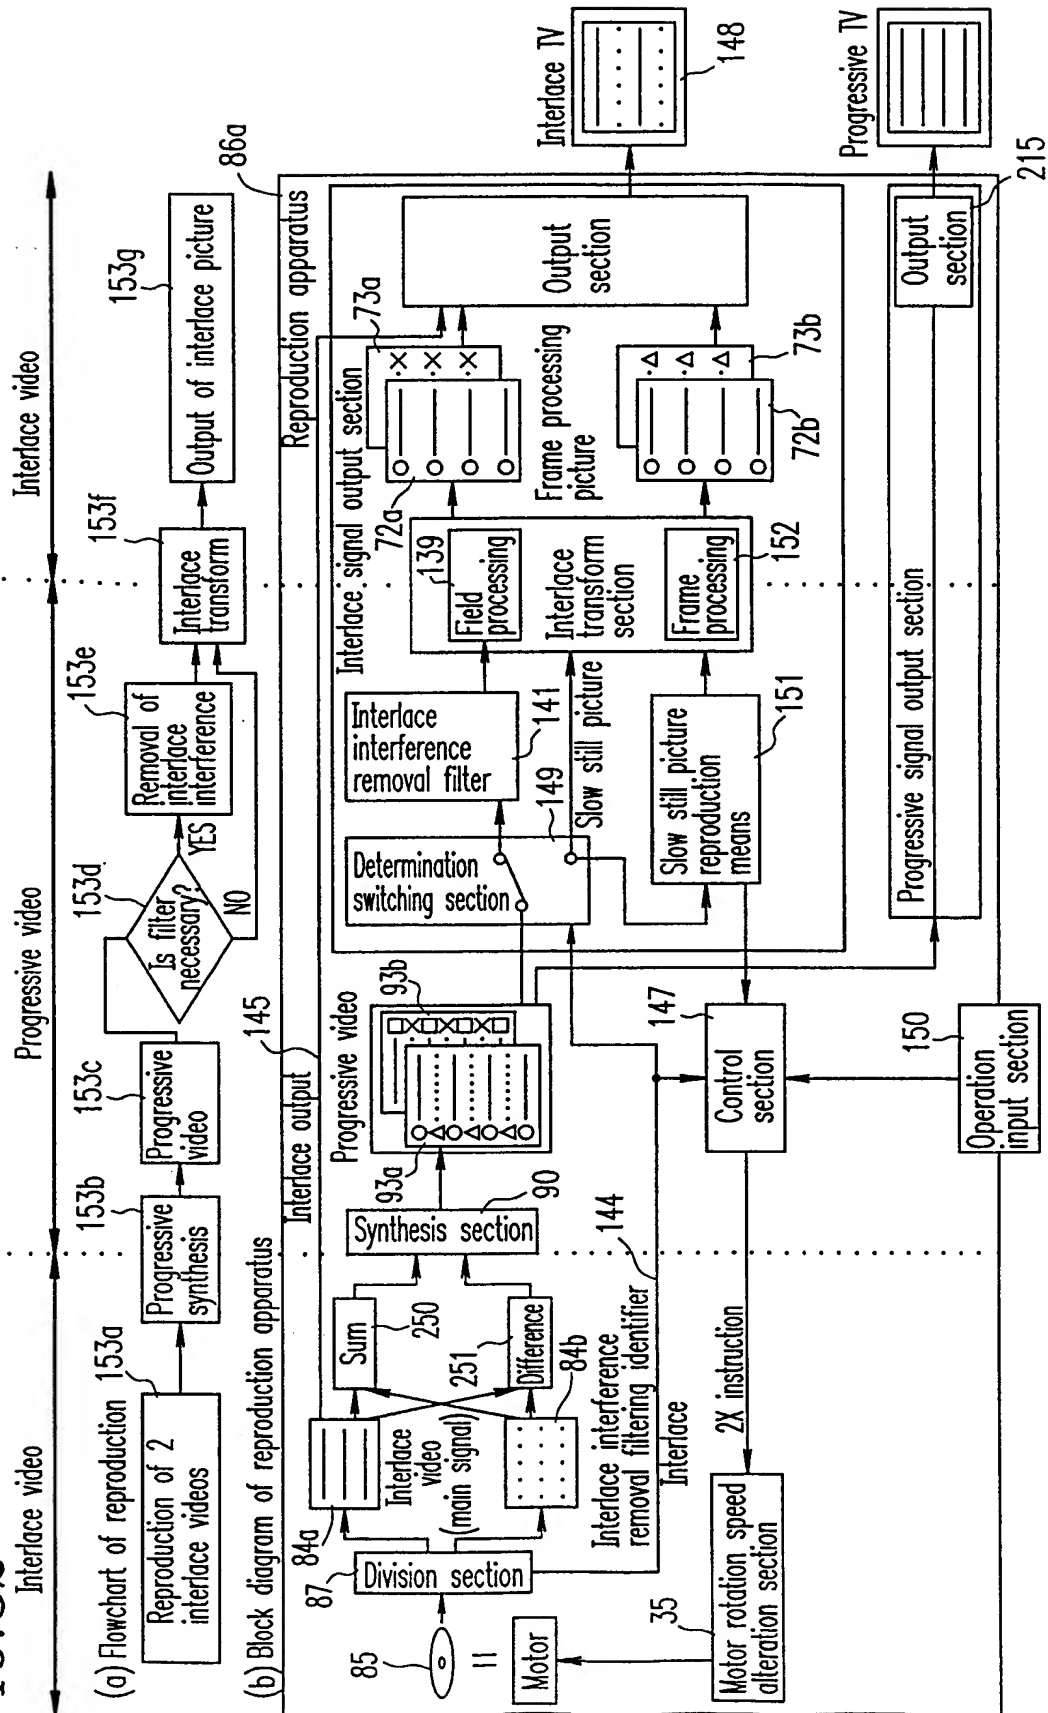 Interlace video
Progressive video
Interlace video
(a) Flowchart of reproduction
153a
Reproduction of 2
interlace videos
153b
Progressive
synthesis
153c
Progressive
video
153d
Is filter
necessary?
YES
NO
153e
Removal of
interlace
interference
153f
Interlace
transform
153g
Output of interlace picture
(b) Block diagram of reproduction apparatus
Interlace output
145
Reproduction apparatus
86a
85
Motor
87
Division section
84a
Interlace
video
(main signal)
84b
Sum
250
251
Difference
Synthesis section
90
Progressive video
93a
93b
Interlace interference
removal filtering identifier
144
Interlace
Determination
switching section
149
Interlace
interference
removal filter
141
Slow still picture
Slow still picture
reproduction
means
151
Interlace signal output section
139
Field
processing
Interlace
transform
section
Frame
processing
152
72a
73a
Frame processing
picture
72b
73b
Output
section
Interlace TV
148
Progressive TV
Progressive signal output section
Output
section
215
35
Motor rotation speed
alteration section
2X instruction
Control
section
147
150
Operation
input section